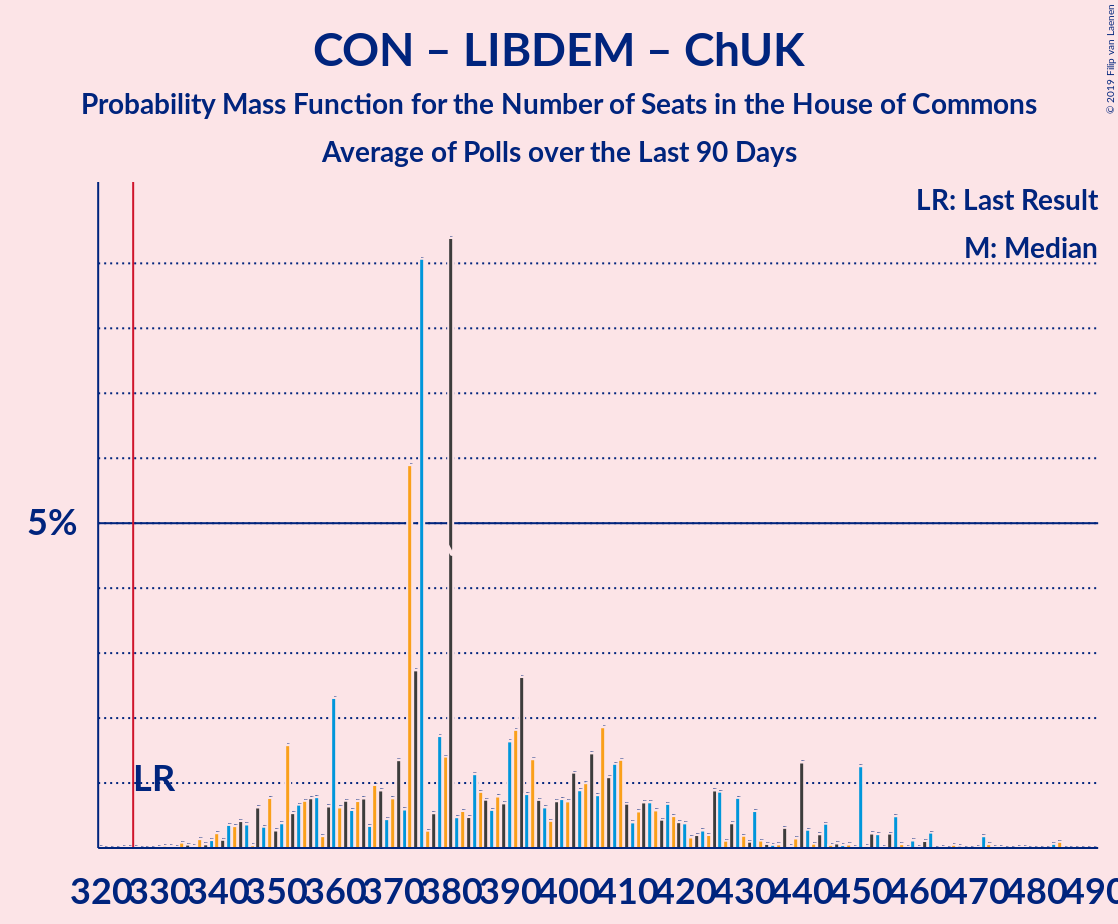 CON – LIBDEM – ChUK
Probability Mass Function for the Number of Seats in the House of Commons
Average of Polls over the Last 90 Days
© 2019 Filip van Laenen
LR: Last Result
M: Median
5%
LR
320 330 340 350 360 370 380 390 400 410 420 430 440 450 460 470 480 490